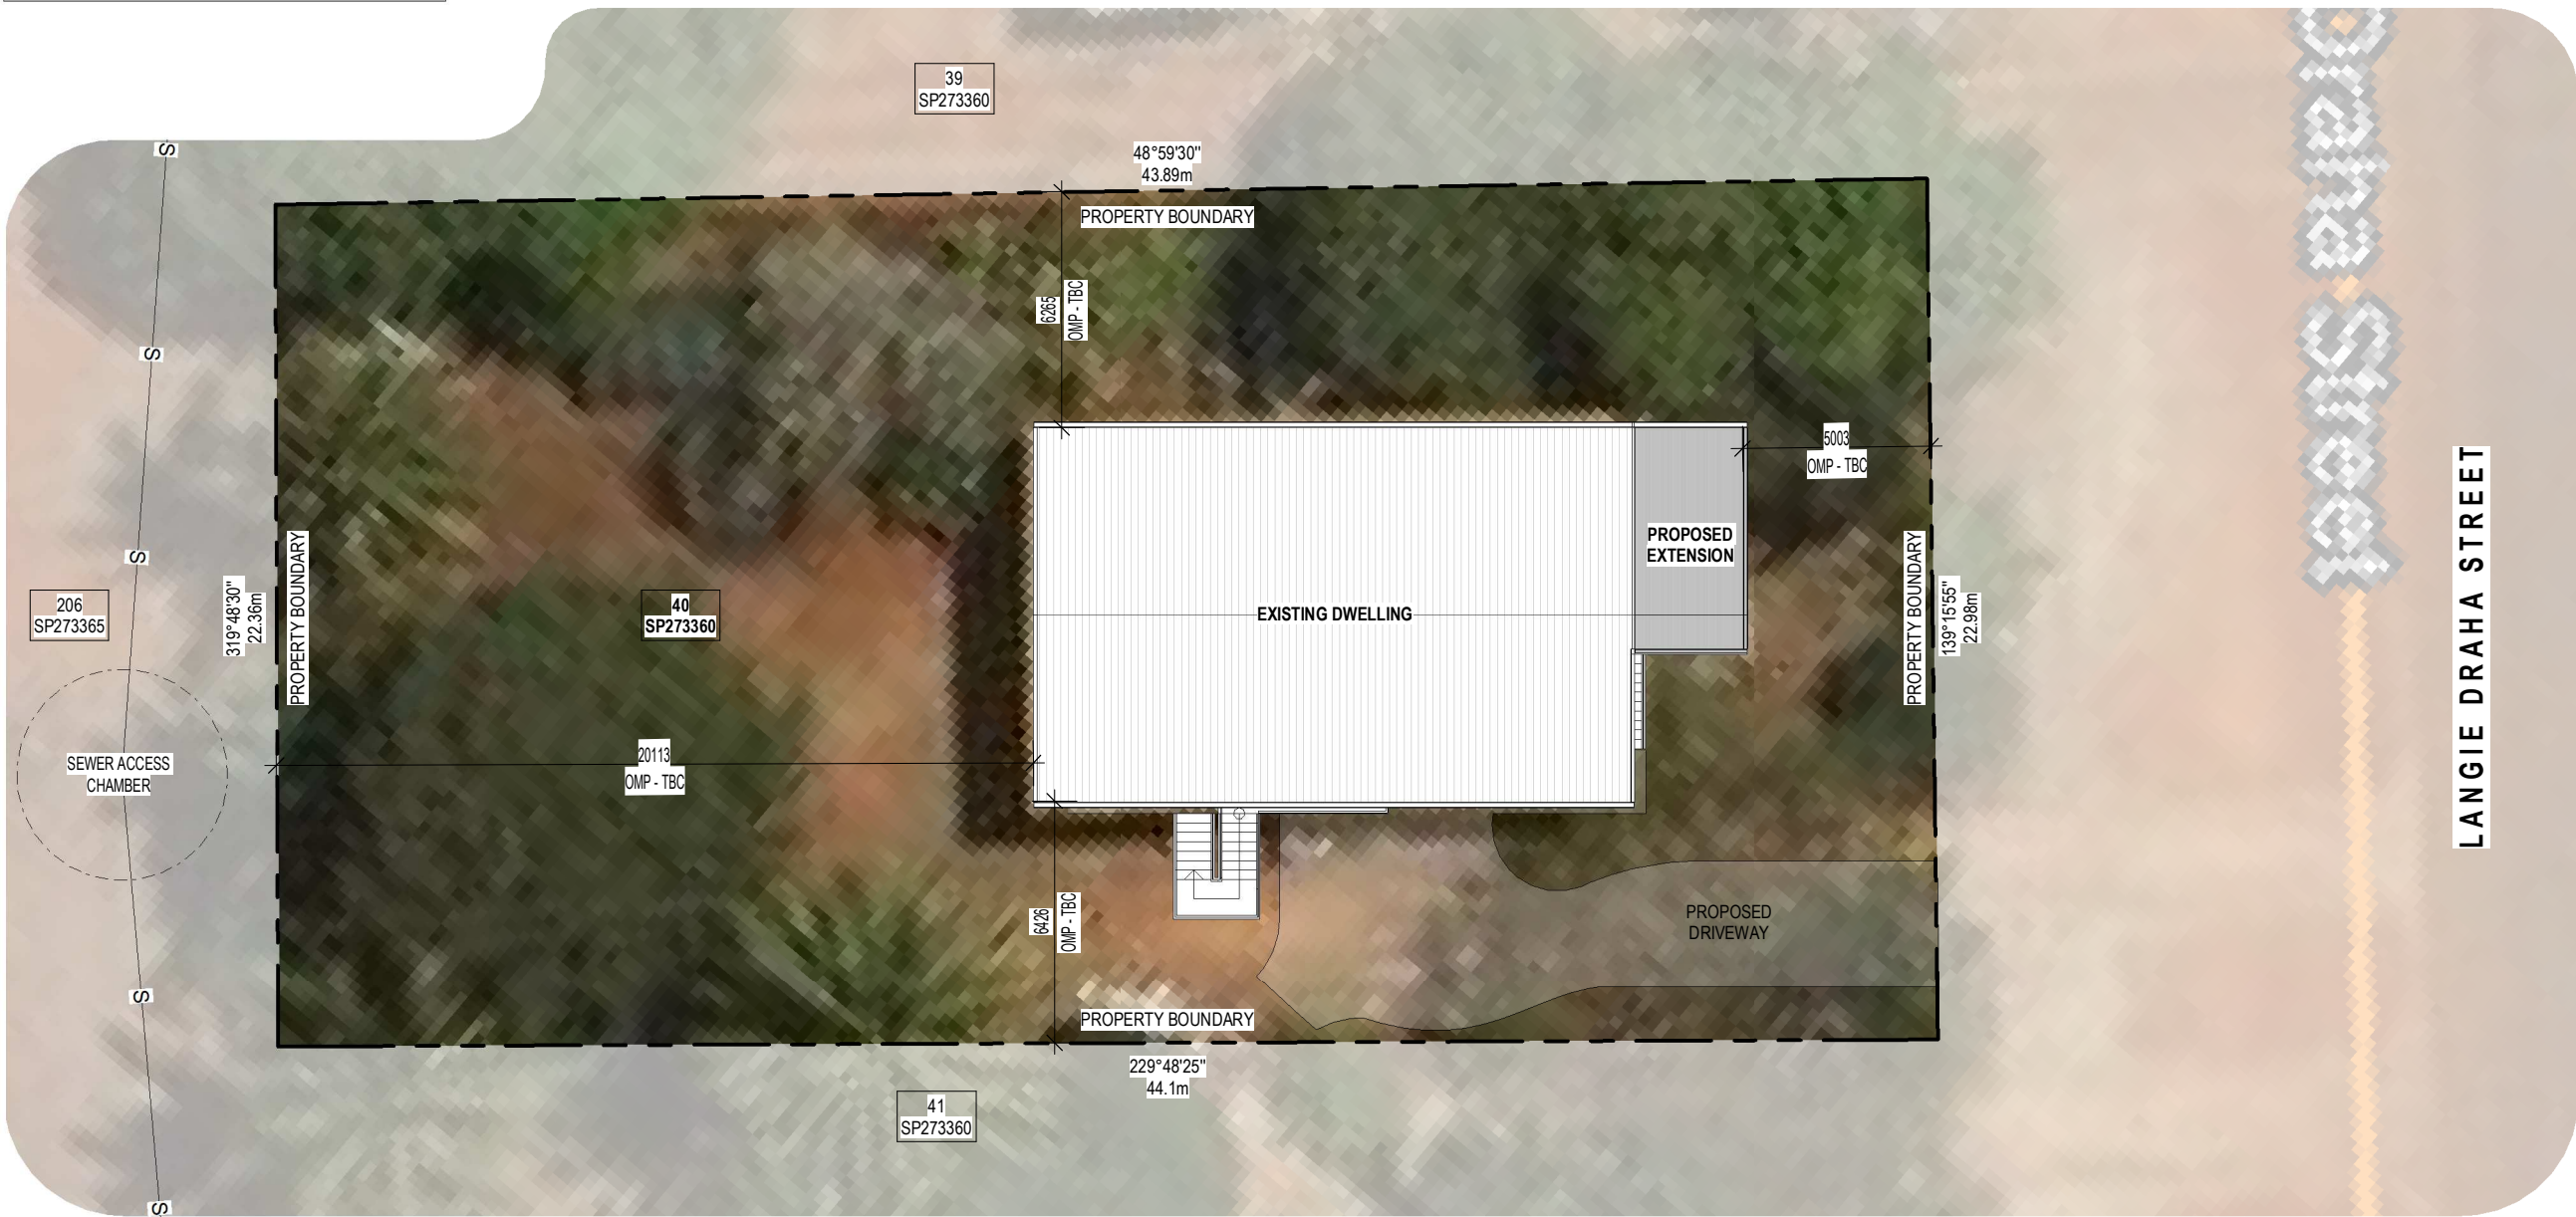 39
SP273360
48°59'30"
43.89m
PROPERTY BOUNDARY
6265
OMP - TBC
5003
OMP - TBC
PROPOSED
EXTENSION
EXISTING DWELLING
PROPERTY BOUNDARY
139°15'55"
22.98m
LANGIE DRAHA STREET
S
S
S
S
S
206
SP273365
319°48'30"
22.36m
PROPERTY BOUNDARY
40
SP273360
SEWER ACCESS
CHAMBER
20113
OMP - TBC
6426
OMP - TBC
PROPOSED
DRIVEWAY
PROPERTY BOUNDARY
229°48'25"
44.1m
41
SP273360